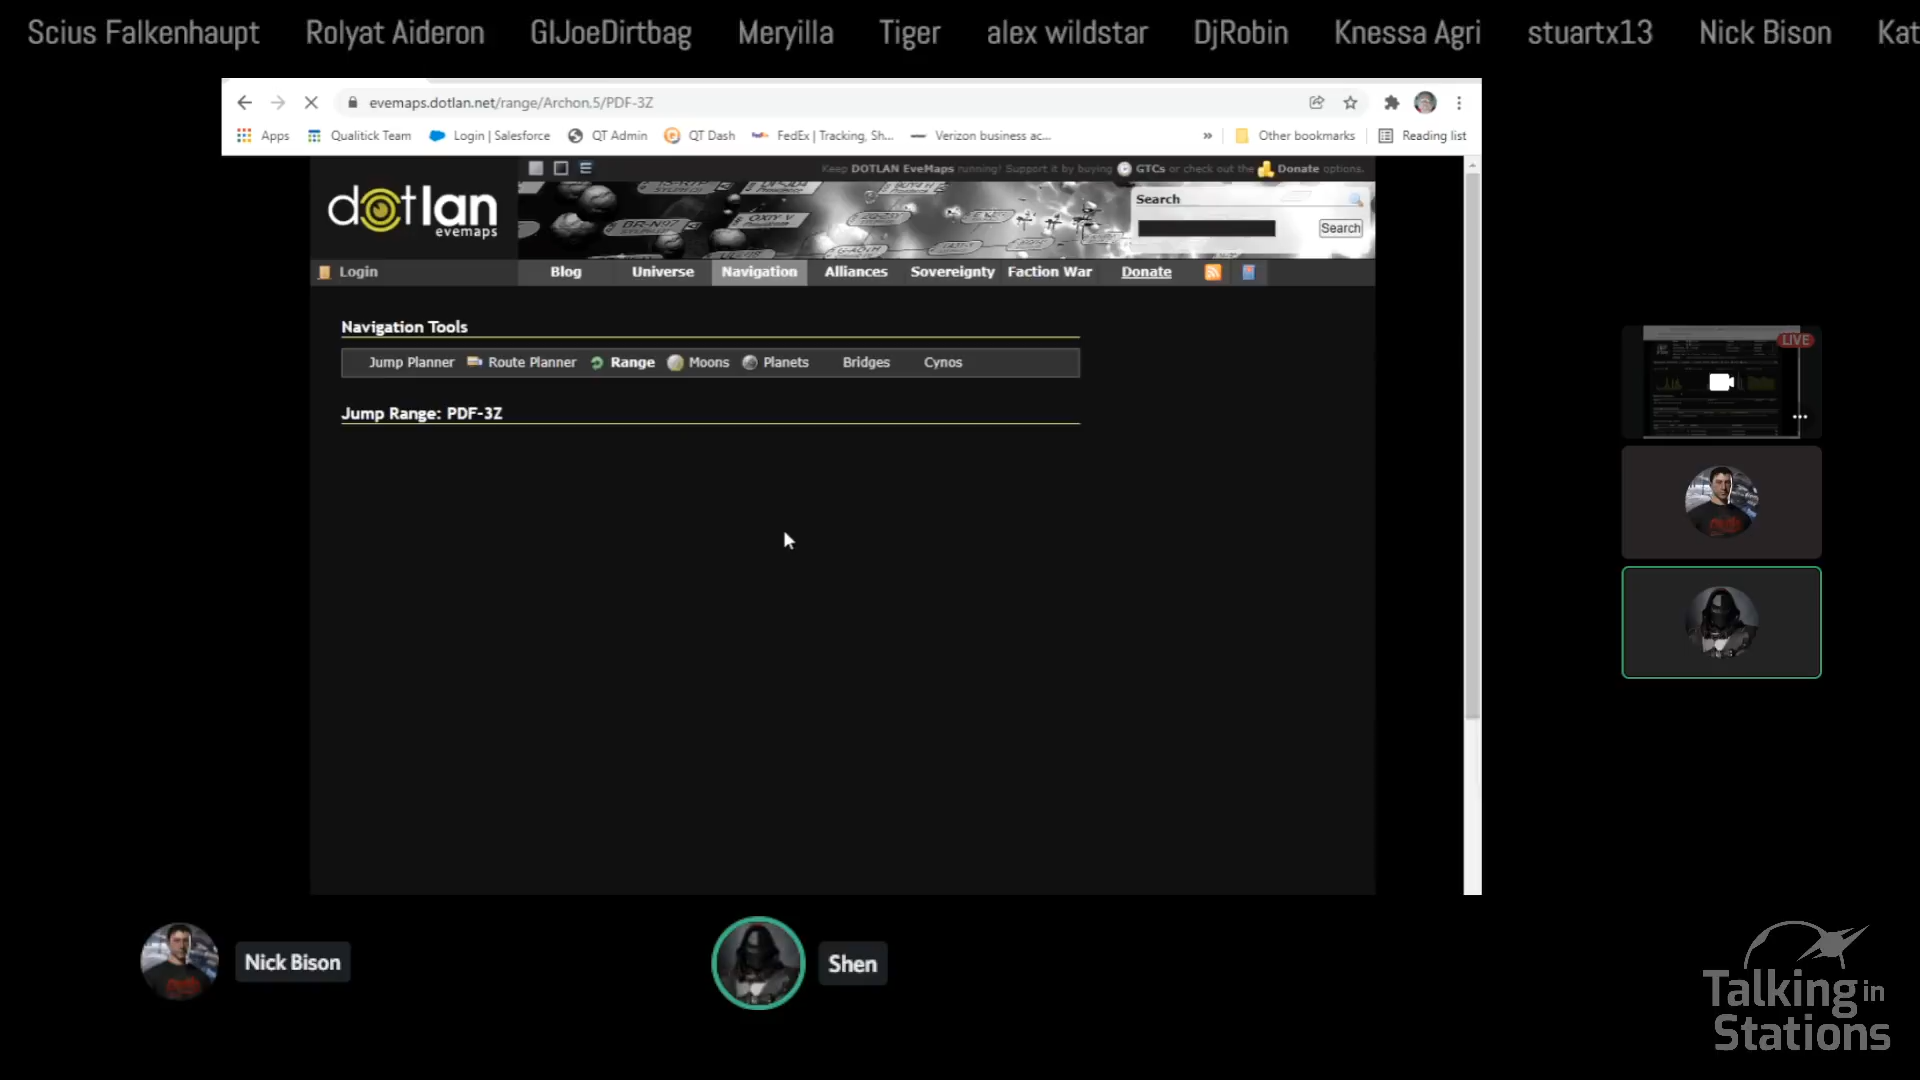 Scius Falkenhaupt Rolyat Aideron GIJoeDirtbag Meryilla Tiger alex wildstar DjRobin Knessa Agri stuartx13 Nick Bison Kat
evemaps.dotlan.net/range/Archon,5/PDF-3Z
Apps Qualitick Team Login | Salesforce QT Admin QT Dash FedEx | Tracking, Sh... Verizon business ac... » Other bookmarks Reading list
Keep DOTLAN EveMaps running! Support it by buying GTCs or check out the Donate options.
dotlan
evemaps
Search
Search
Login Blog Universe Navigation Alliances Sovereignty Faction War Donate
Navigation Tools
Jump Planner Route Planner Range Moons Planets Bridges Cynos
Jump Range: PDF-3Z
LIVE
Nick Bison
Shen
Talking in
Stations